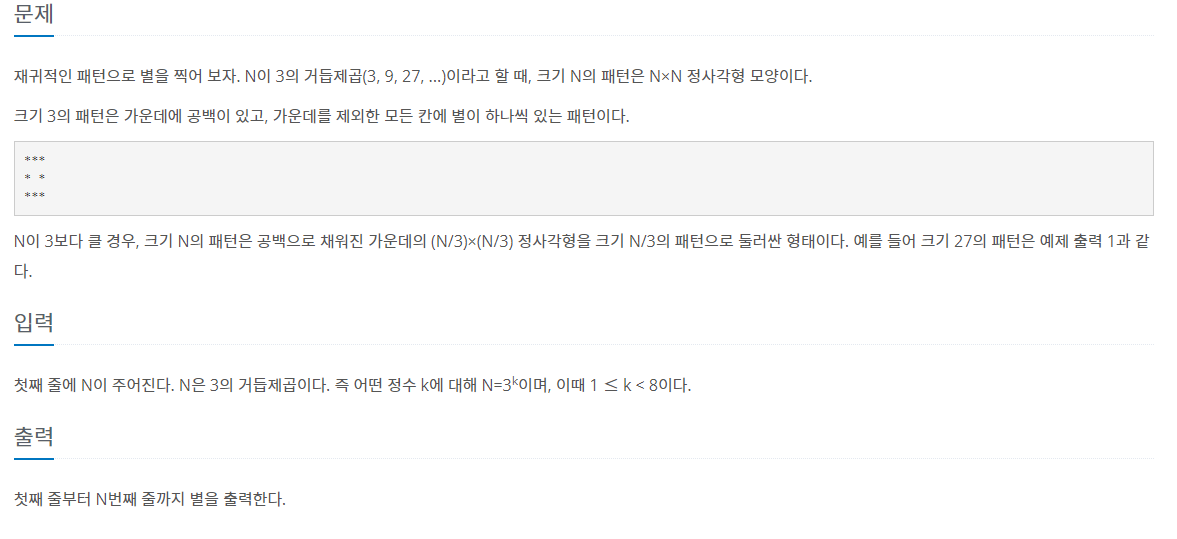 문제
재귀적인 패턴으로 별을 찍어 보자. N이 3의 거듭제곱(3, 9, 27, ...)이라고 할 때, 크기 N의 패턴은 N×N 정사각형 모양이다.
크기 3의 패턴은 가운데에 공백이 있고, 가운데를 제외한 모든 칸에 별이 하나씩 있는 패턴이다.
***
* *
***
N이 3보다 클 경우, 크기 N의 패턴은 공백으로 채워진 가운데의 (N/3)×(N/3) 정사각형을 크기 N/3의 패턴으로 둘러싼 형태이다. 예를 들어 크기 27의 패턴은 예제 출력 1과 같
다.
입력
첫째 줄에 N이 주어진다. N은 3의 거듭제곱이다. 즉 어떤 정수 k에 대해 N=3ᵏ이며, 이때 1 ≤ k < 8이다.
출력
첫째 줄부터 N번째 줄까지 별을 출력한다.